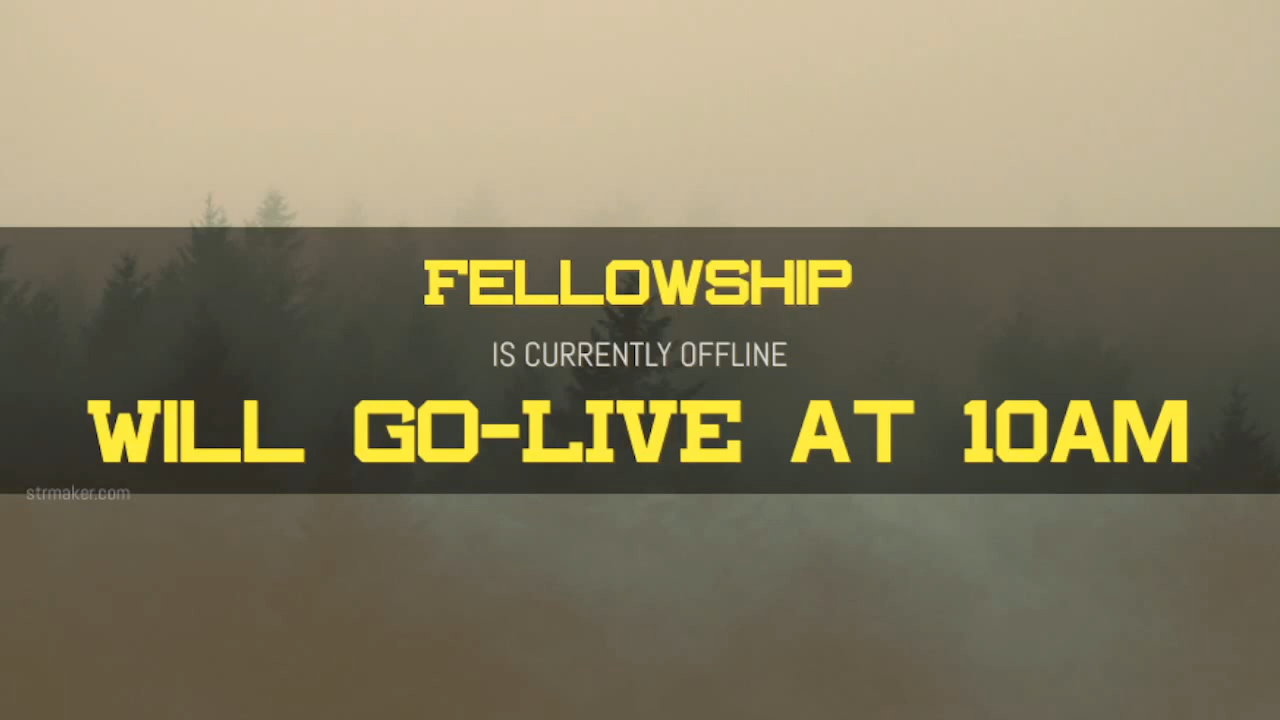 FELLOWSHIP
IS CURRENTLY OFFLINE
WILL GO-LIVE AT 10AM
strmaker.com